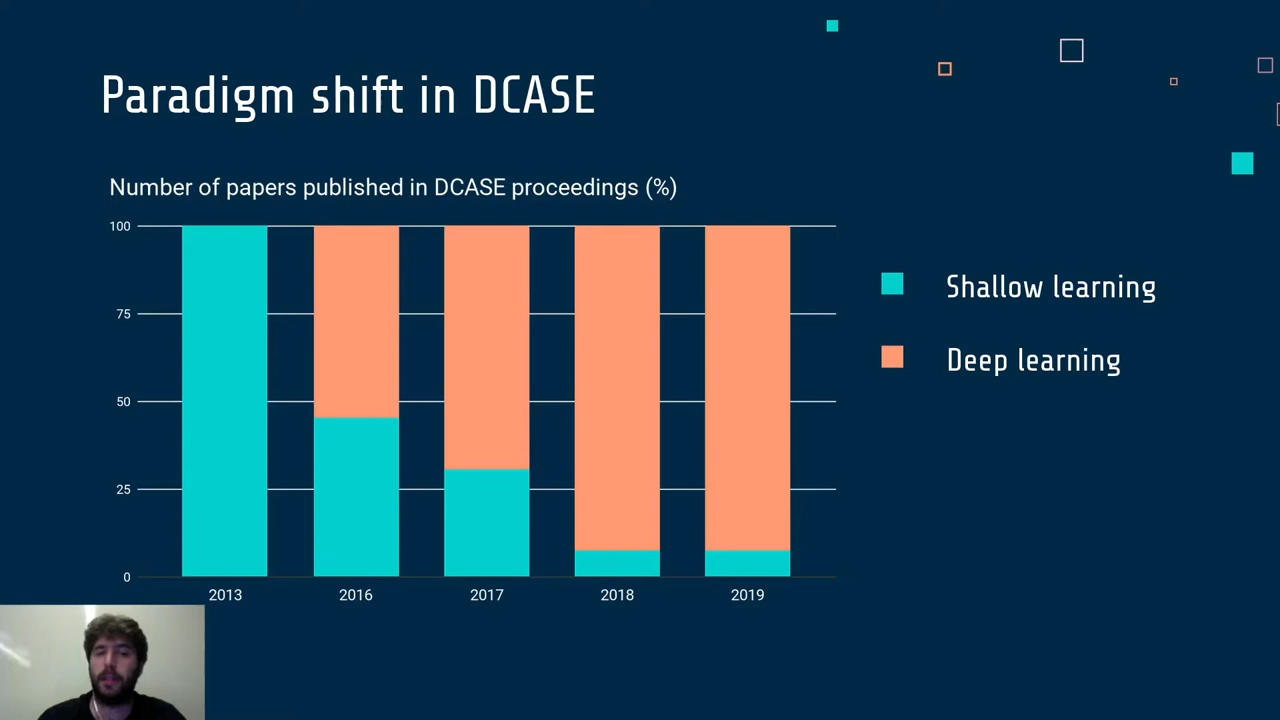 Paradigm shift in DCASE
Number of papers published in DCASE proceedings (%)
100
75
50
25
0
2013
2016
2017
2018
2019
Shallow learning
Deep learning